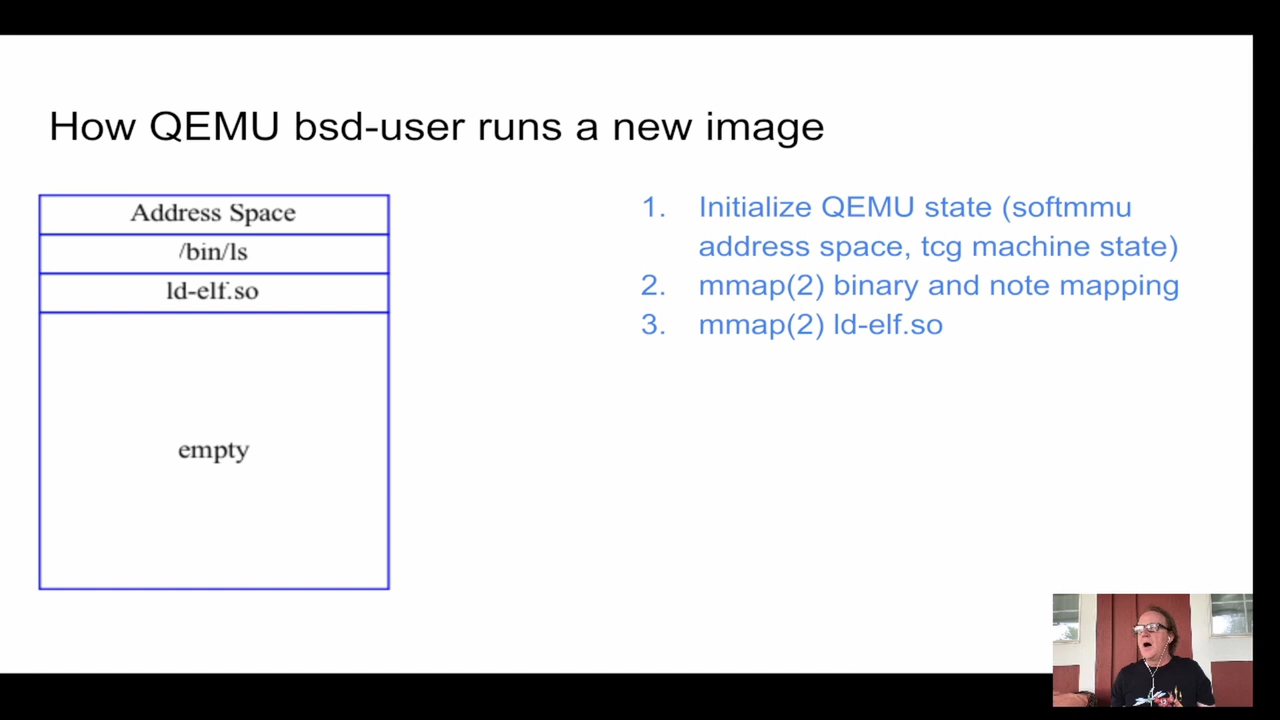 How QEMU bsd-user runs a new image
Address Space
/bin/ls
ld-elf.so
empty
1. Initialize QEMU state (softmmu
address space, tcg machine state)
2. mmap(2) binary and note mapping
3. mmap(2) ld-elf.so